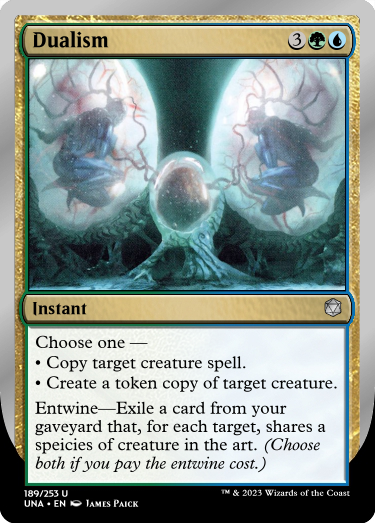 Dualism 3
Instant
Choose one —
• Copy target creature spell.
• Create a token copy of target creature.
Entwine—Exile a card from your
gaveyard that, for each target, shares a
speicies of creature in the art. (Choose
both if you pay the entwine cost.)
189/253 U
UNA • EN JAMES PAICK
™ & 2023 Wizards of the Coast